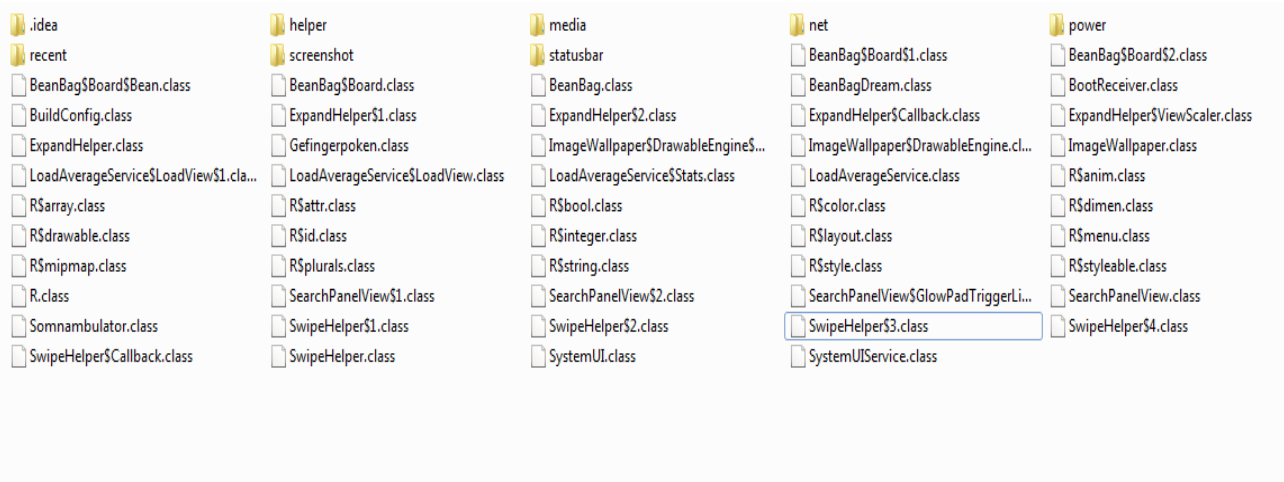 .idea helper media net power
recent screenshot statusbar BeanBag$Board$1.class BeanBag$Board$2.class
BeanBag$Board$Bean.class BeanBag$Board.class BeanBag.class BeanBagDream.class BootReceiver.class
BuildConfig.class ExpandHelper$1.class ExpandHelper$2.class ExpandHelper$Callback.class ExpandHelper$ViewScaler.class
ExpandHelper.class Gefingerpoken.class ImageWallpaper$DrawableEngine$... ImageWallpaper$DrawableEngine.cl... ImageWallpaper.class
LoadAverageService$LoadView$1.cla... LoadAverageService$LoadView.class LoadAverageService$Stats.class LoadAverageService.class R$anim.class
R$array.class R$attr.class R$bool.class R$color.class R$dimen.class
R$drawable.class R$id.class R$integer.class R$layout.class R$menu.class
R$mipmap.class R$plurals.class R$string.class R$style.class R$styleable.class
R.class SearchPanelView$1.class SearchPanelView$2.class SearchPanelView$GlowPadTriggerLi... SearchPanelView.class
Somnambulator.class SwipeHelper$1.class SwipeHelper$2.class SwipeHelper$3.class SwipeHelper$4.class
SwipeHelper$Callback.class SwipeHelper.class SystemUI.class SystemUIService.class